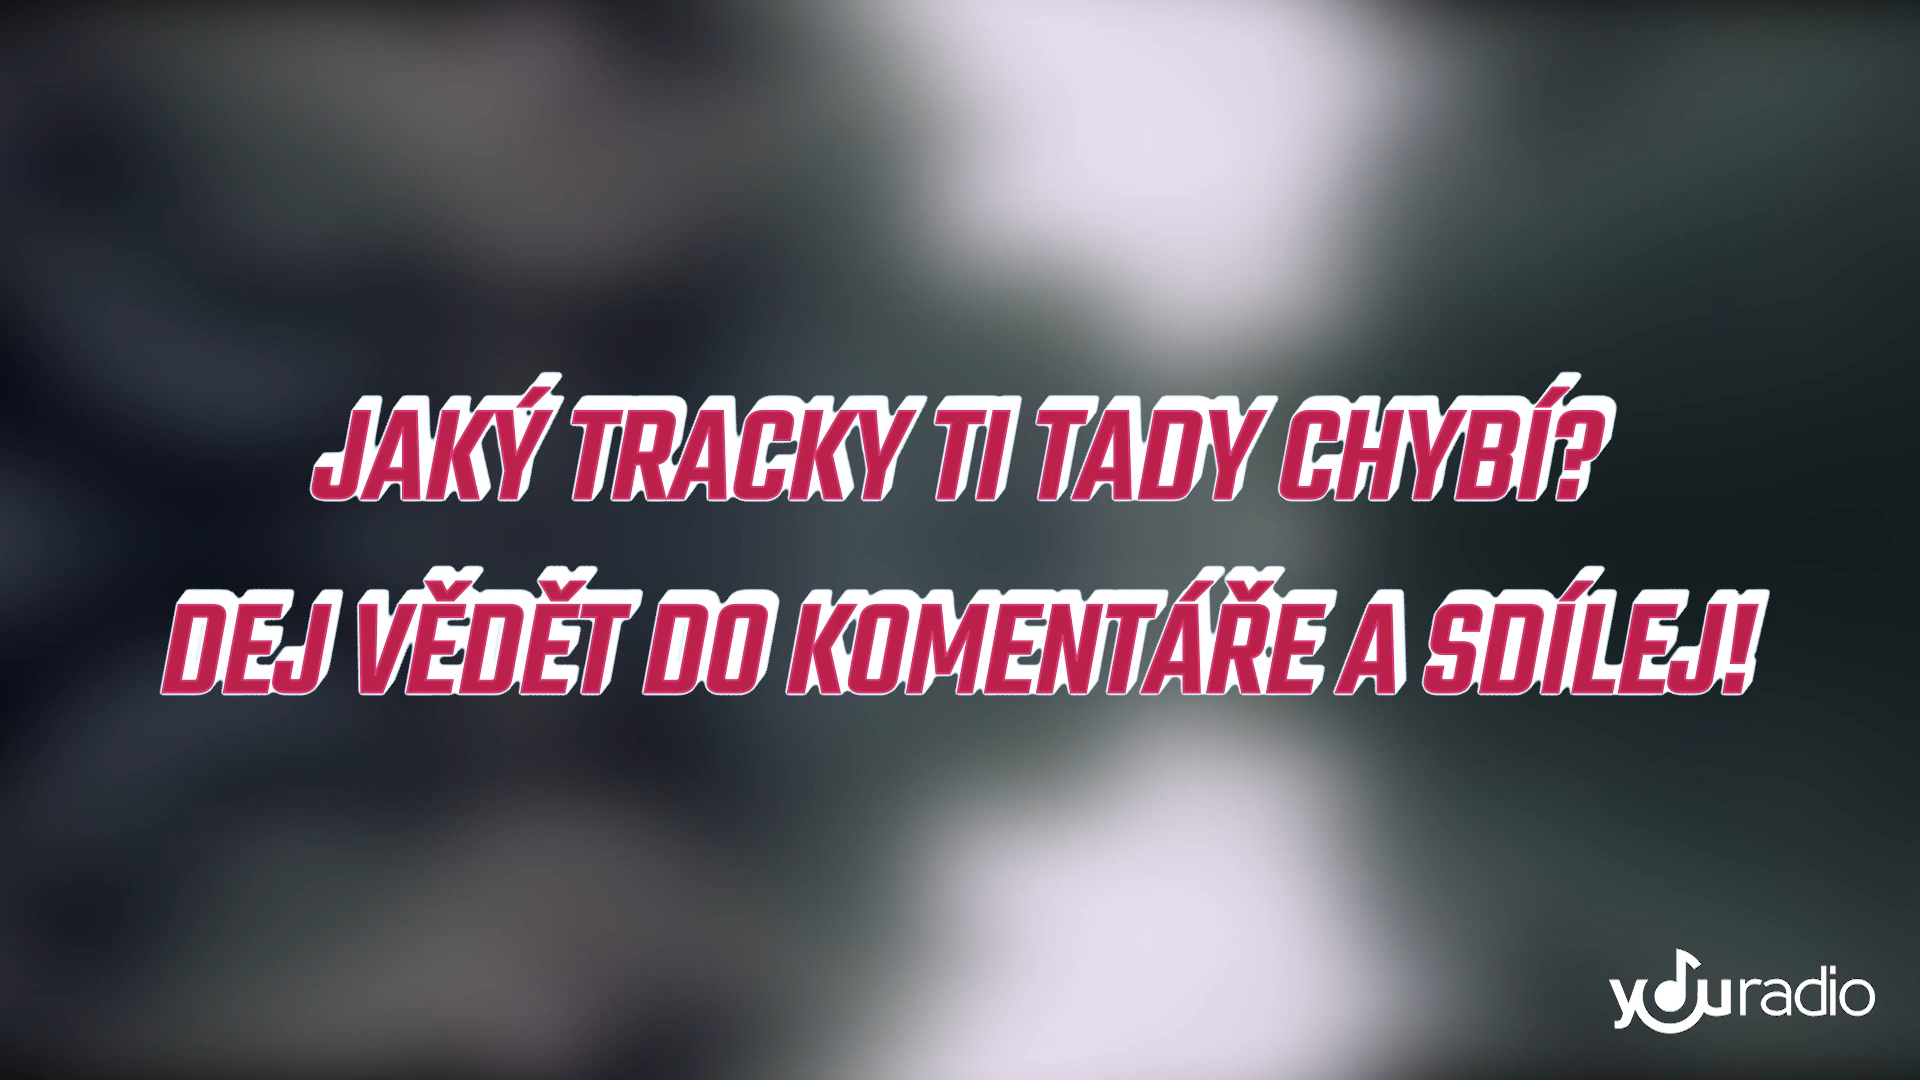 JAKÝ TRACKY TI TADY CHYBÍ?
DEJ VĚDĚT DO KOMENTÁŘE A SDÍLEJ!
youradio